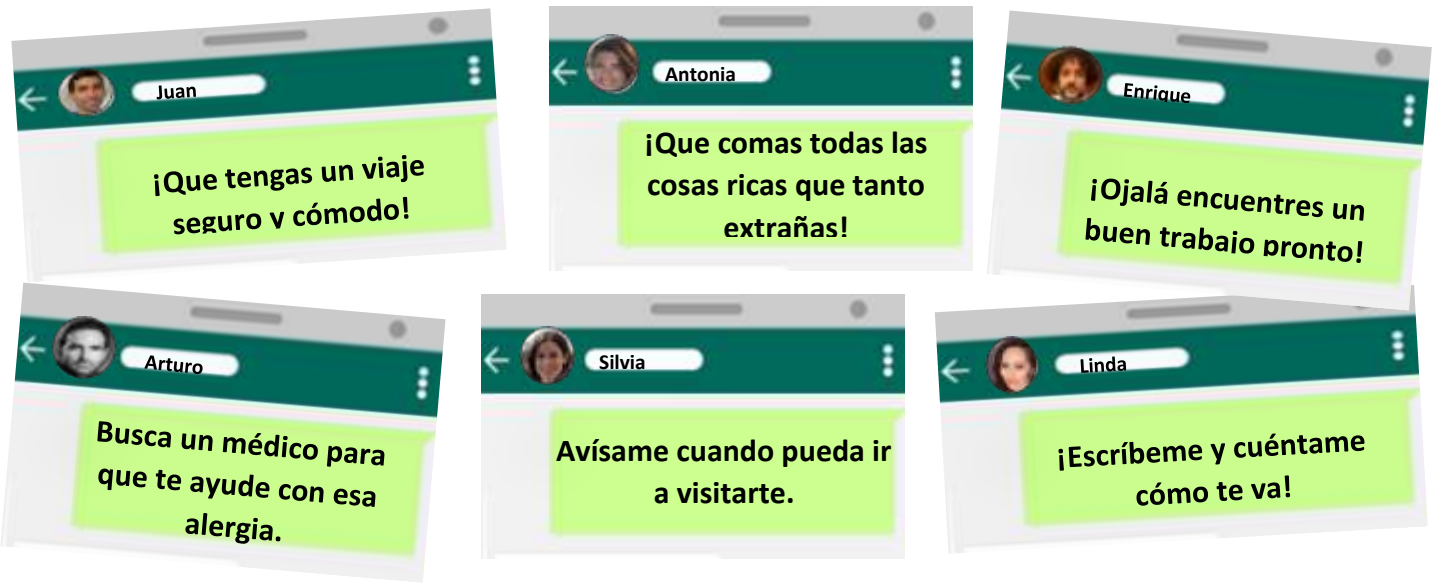 Juan
¡Que tengas un viaje
seguro y cómodo!
Antonia
¡Que comas todas las
cosas ricas que tanto
extrañas!
Enrique
¡Ojalá encuentres un
buen trabajo pronto!
Arturo
Busca un médico para
que te ayude con esa
alergia.
Silvia
Avísame cuando pueda ir
a visitarte.
Linda
¡Escríbeme y cuéntame
cómo te va!